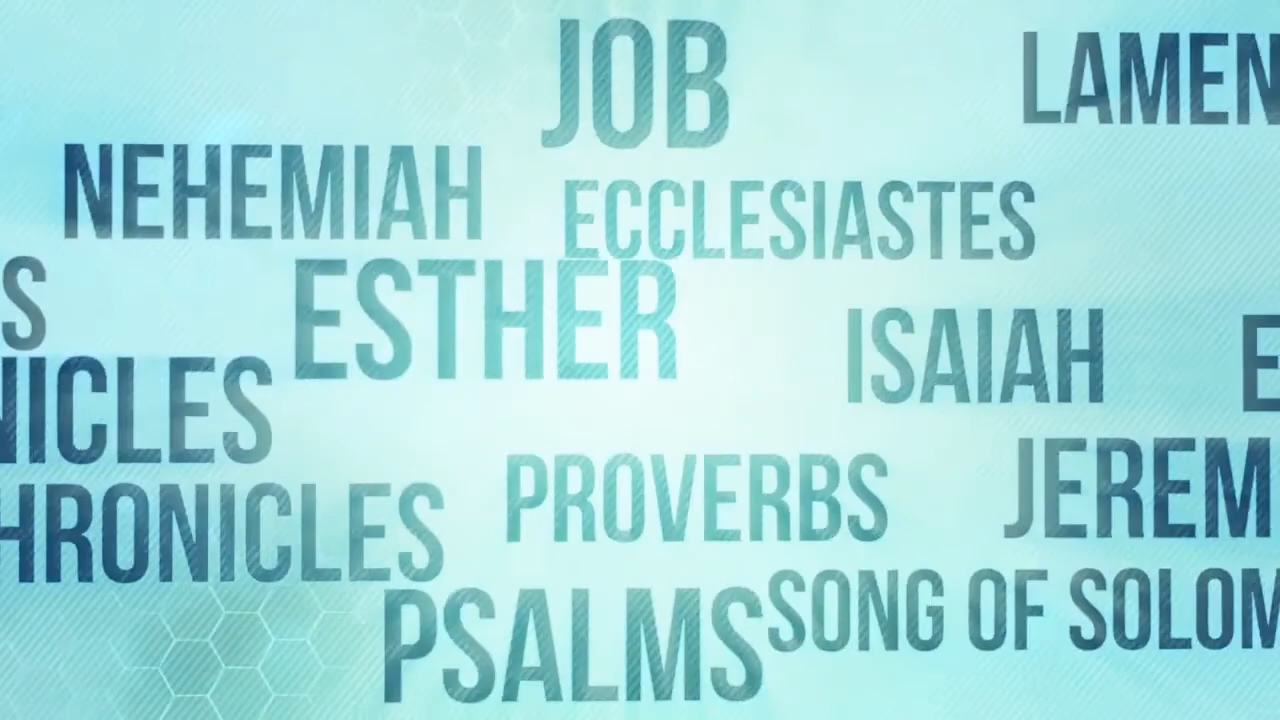 JOB
LAMEN
NEHEMIAH
ECCLESIASTES
S
ESTHER
ISAIAH
E
NICLES
JEREM
PROVERBS
HRONICLES
SONG OF SOLOM
PSALMS